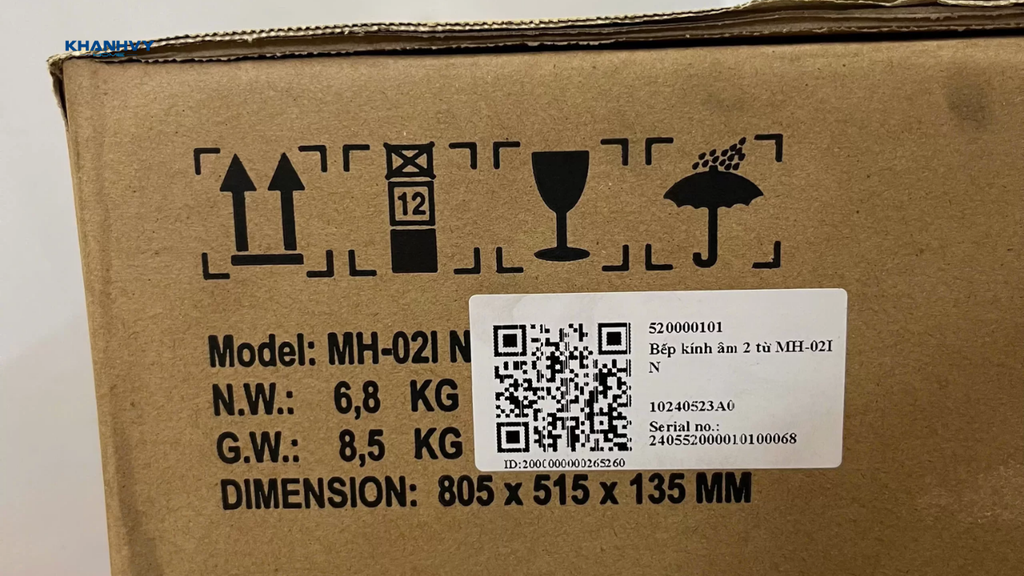 KHANHVY
12
Model: MH-02I N
N.W.: 6,8 KG
G.W.: 8,5 KG
DIMENSION: 805 x 515 x 135 MM
520000101
Bếp kính âm 2 từ MH-02I
N
10240523A0
Serial no.:
240552000010100068
ID:2000000000265260